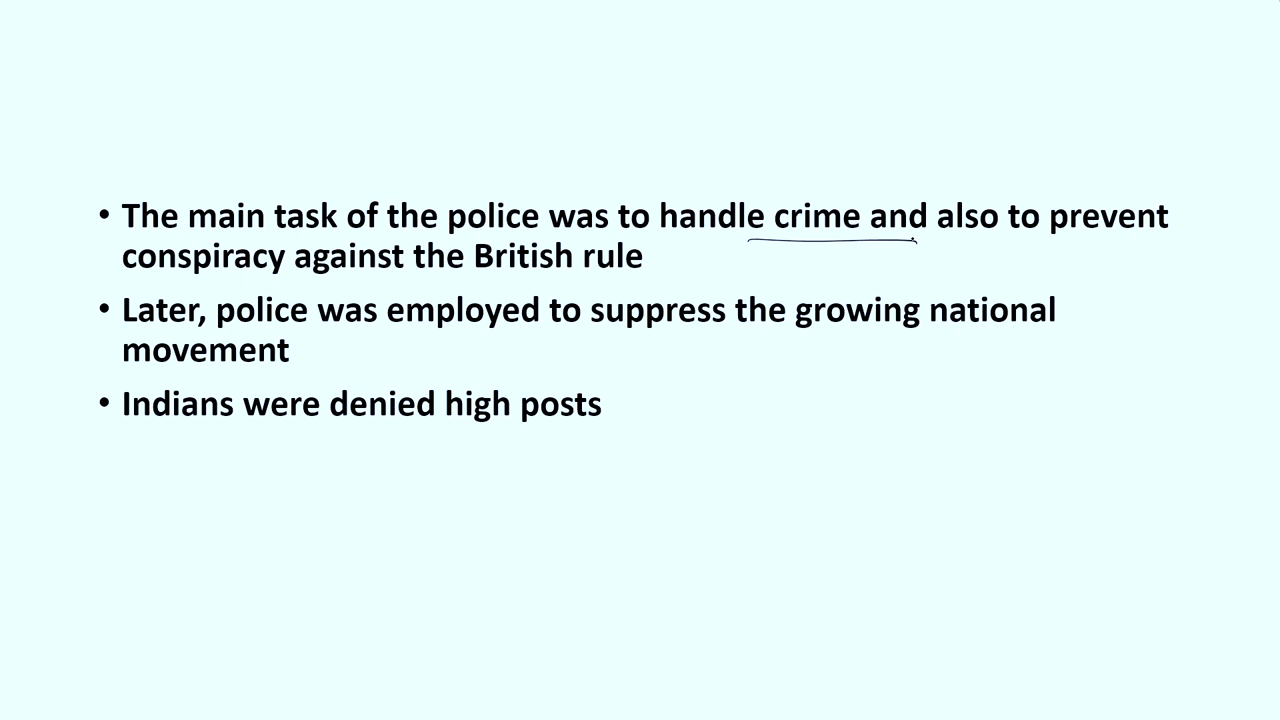 • The main task of the police was to handle crime and also to prevent
conspiracy against the British rule
• Later, police was employed to suppress the growing national
movement
• Indians were denied high posts